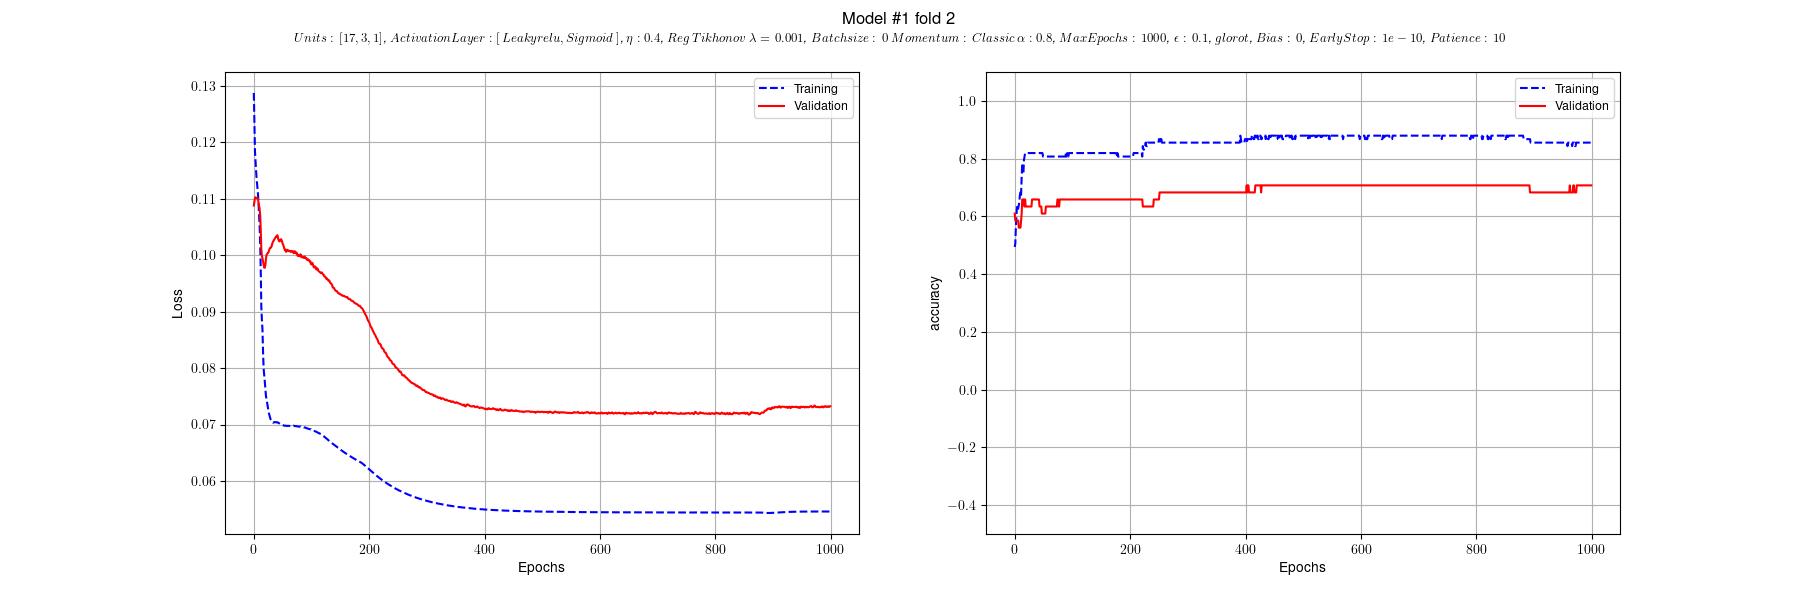 Model #1 fold 2
Units : [17, 3, 1], ActivationLayer : [ Leakyrelu, Sigmoid ], η : 0.4, Reg Tikhonov λ = 0.001, Batchsize : 0 Momentum : Classic α : 0.8, MaxEpochs : 1000, ϵ : 0.1, glorot, Bias : 0, EarlyStop : 1e − 10, Patience : 10
Training
Validation
0.13
0.12
0.11
0.10
0.09
0.08
0.07
0.06
Loss
0 200 400 600 800 1000
Epochs
Training
Validation
1.0
0.8
0.6
0.4
0.2
0.0
−0.2
−0.4
accuracy
0 200 400 600 800 1000
Epochs